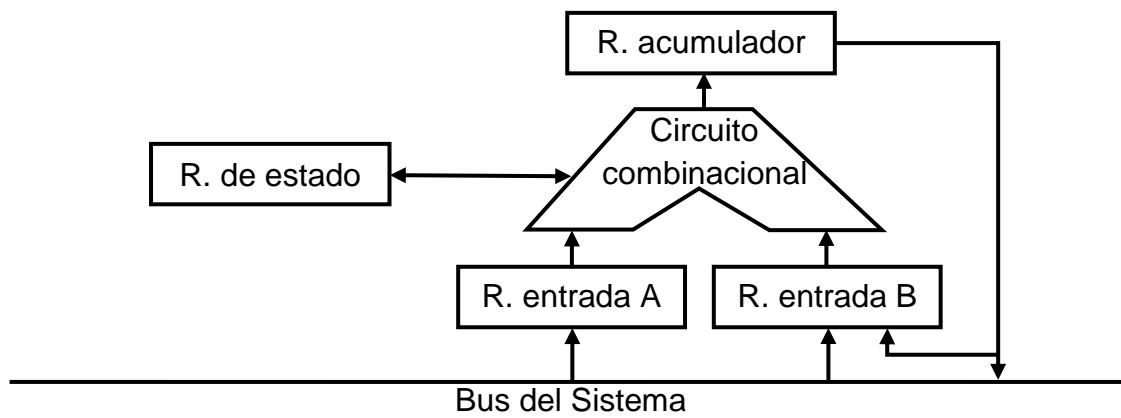 R. acumulador
Circuito
combinacional
R. de estado
R. entrada A
R. entrada B
Bus del Sistema